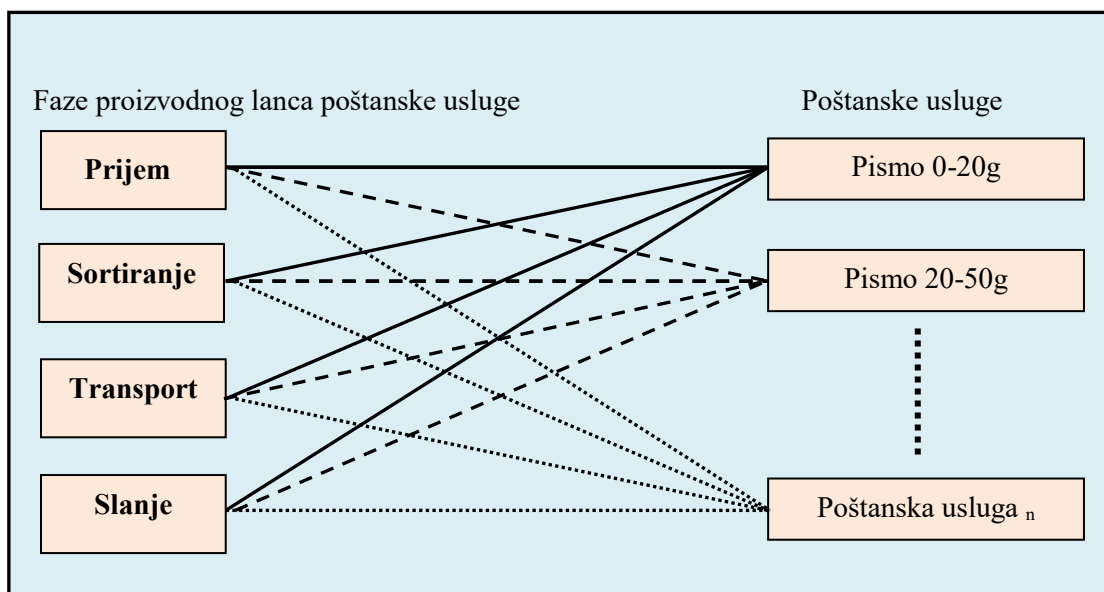 Faze proizvodnog lanca poštanske usluge
Poštanske usluge
Prijem
Pismo 0-20g
Sortiranje
Pismo 20-50g
Transport
Slanje
Poštanska usluga n